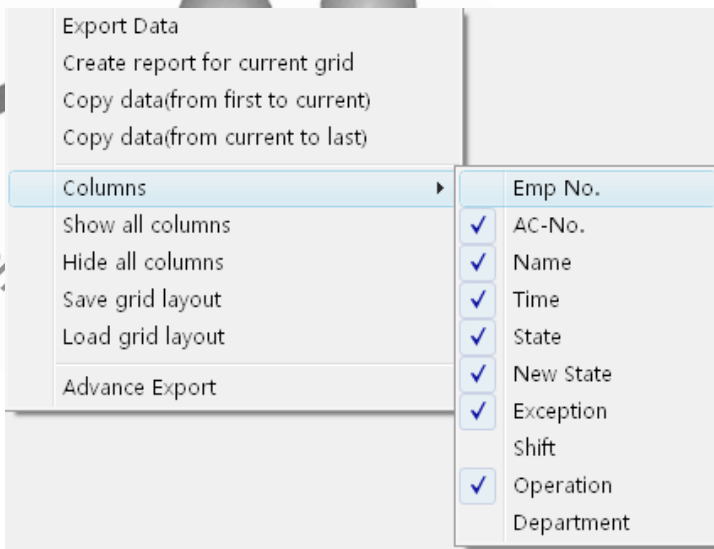 Export Data
Create report for current grid
Copy data(from first to current)
Copy data(from current to last)
Columns
Show all columns
Hide all columns
Save grid layout
Load grid layout
Advance Export
Emp No.
AC-No.
Name
Time
State
New State
Exception
Shift
Operation
Department